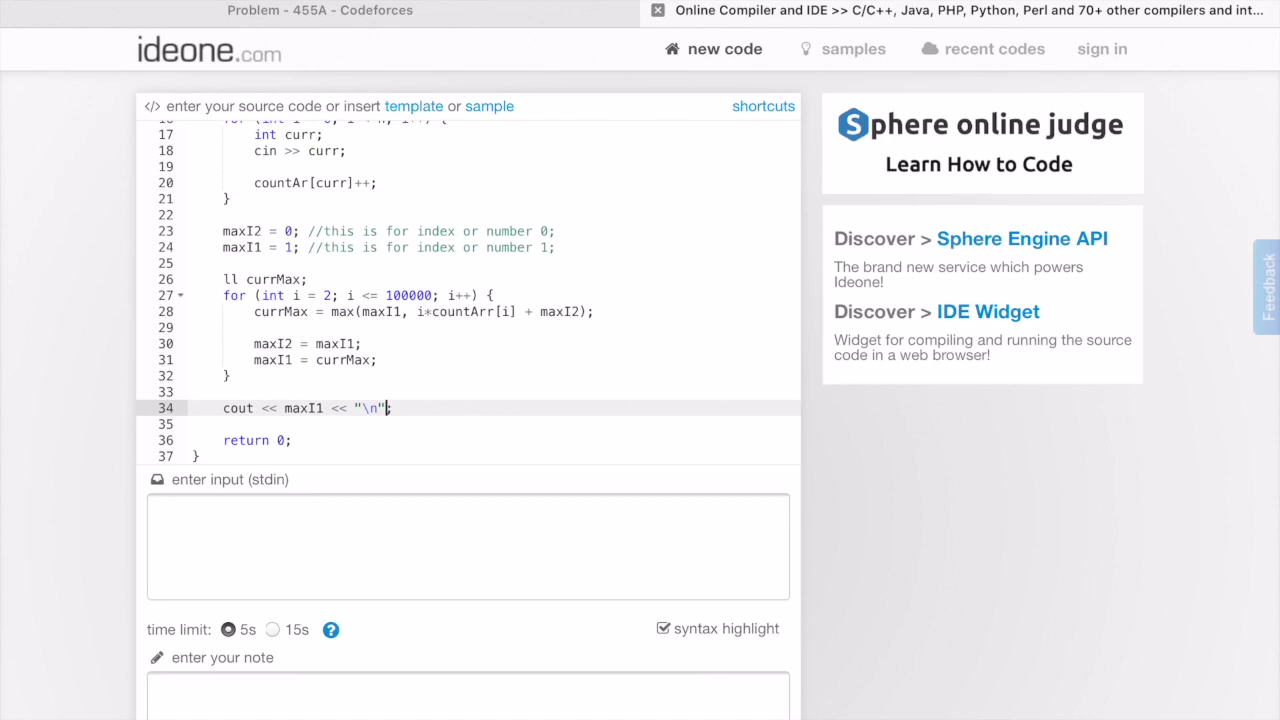 Problem - 455A - Codeforces
Online Compiler and IDE >> C/C++, Java, PHP, Python, Perl and 70+ other compilers and int...
ideone.com
new code
samples
recent codes
sign in
</> enter your source code or insert template or sample
shortcuts
16 for (int i = 0; i < n; i++) {
17 int curr;
18 cin >> curr;
19
20 countAr[curr]++;
21 }
22
23 maxI2 = 0; //this is for index or number 0;
24 maxI1 = 1; //this is for index or number 1;
25
26 ll currMax;
27 for (int i = 2; i <= 100000; i++) {
28 currMax = max(maxI1, i*countArr[i] + maxI2);
29
30 maxI2 = maxI1;
31 maxI1 = currMax;
32 }
33
34 cout << maxI1 << "\n";
35
36 return 0;
37 }
enter input (stdin)
time limit: 5s 15s ?
syntax highlight
enter your note
Sphere online judge
Learn How to Code
Discover > Sphere Engine API
The brand new service which powers
Ideone!
Discover > IDE Widget
Widget for compiling and running the source
code in a web browser!
Feedback